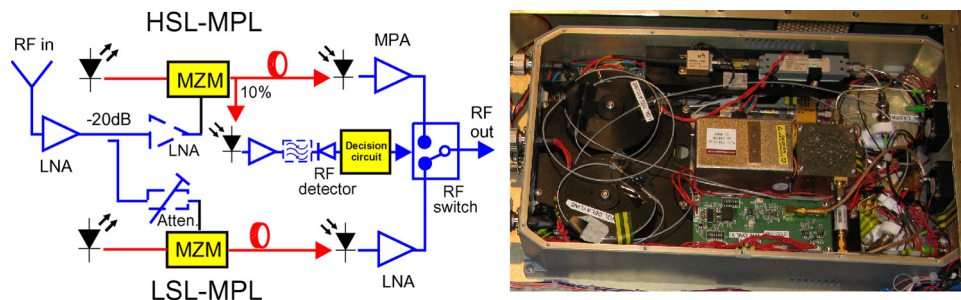 HSL-MPL
RF in
MPA
MZM
10%
-20dB
LNA
LNA
RF
detector
Decision
circuit
RF
out
RF
switch
Atten.
MZM
LNA
LSL-MPL